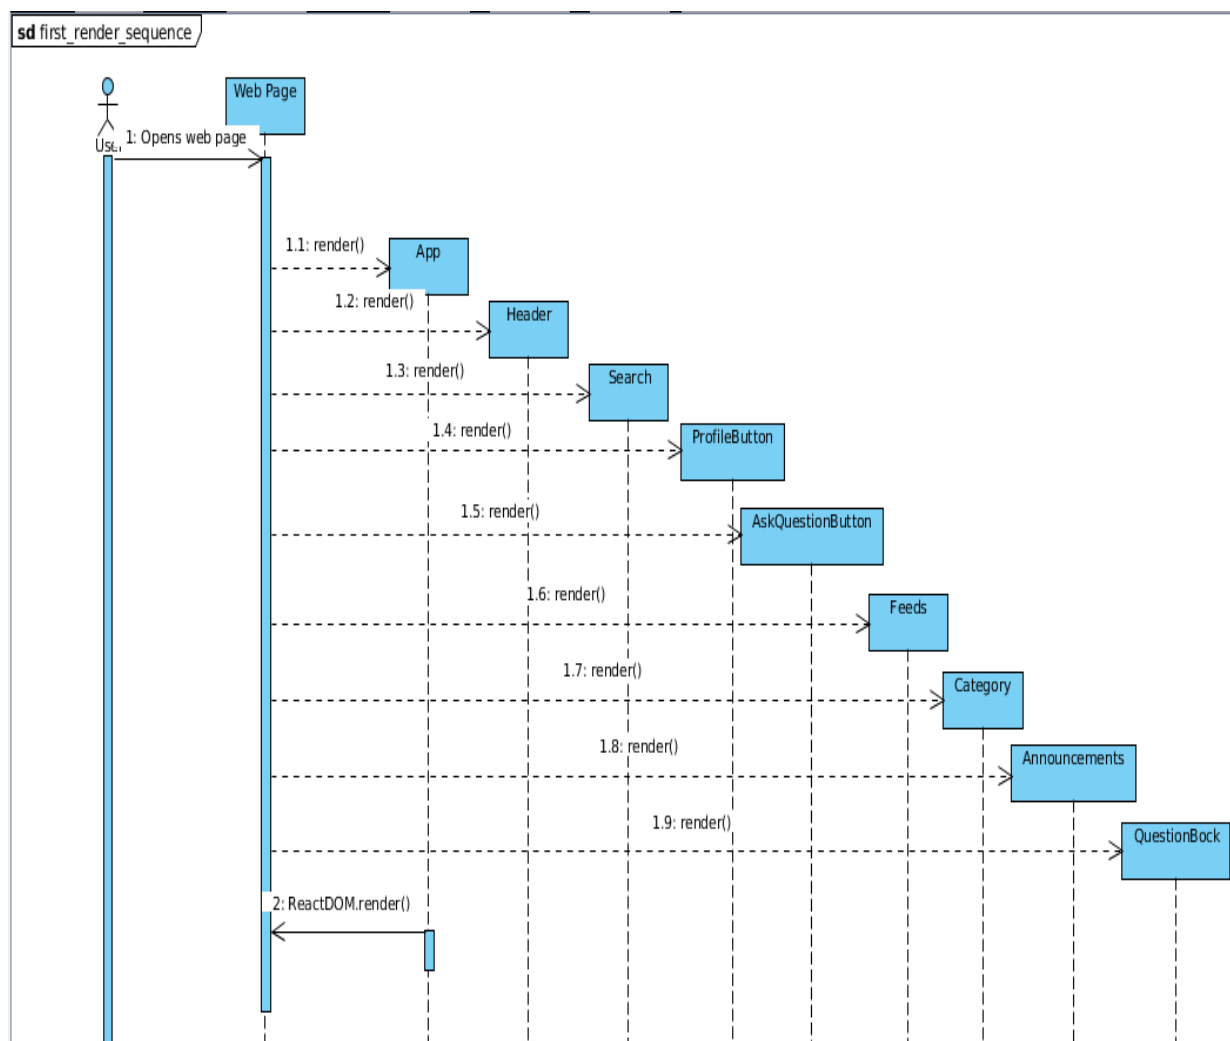 sd first_render_sequence
Web Page
User
1: Opens web page
1.1: render()
App
1.2: render()
Header
1.3: render()
Search
1.4: render()
ProfileButton
1.5: render()
AskQuestionButton
1.6: render()
Feeds
1.7: render()
Category
1.8: render()
Announcements
1.9: render()
QuestionBock
2: ReactDOM.render()